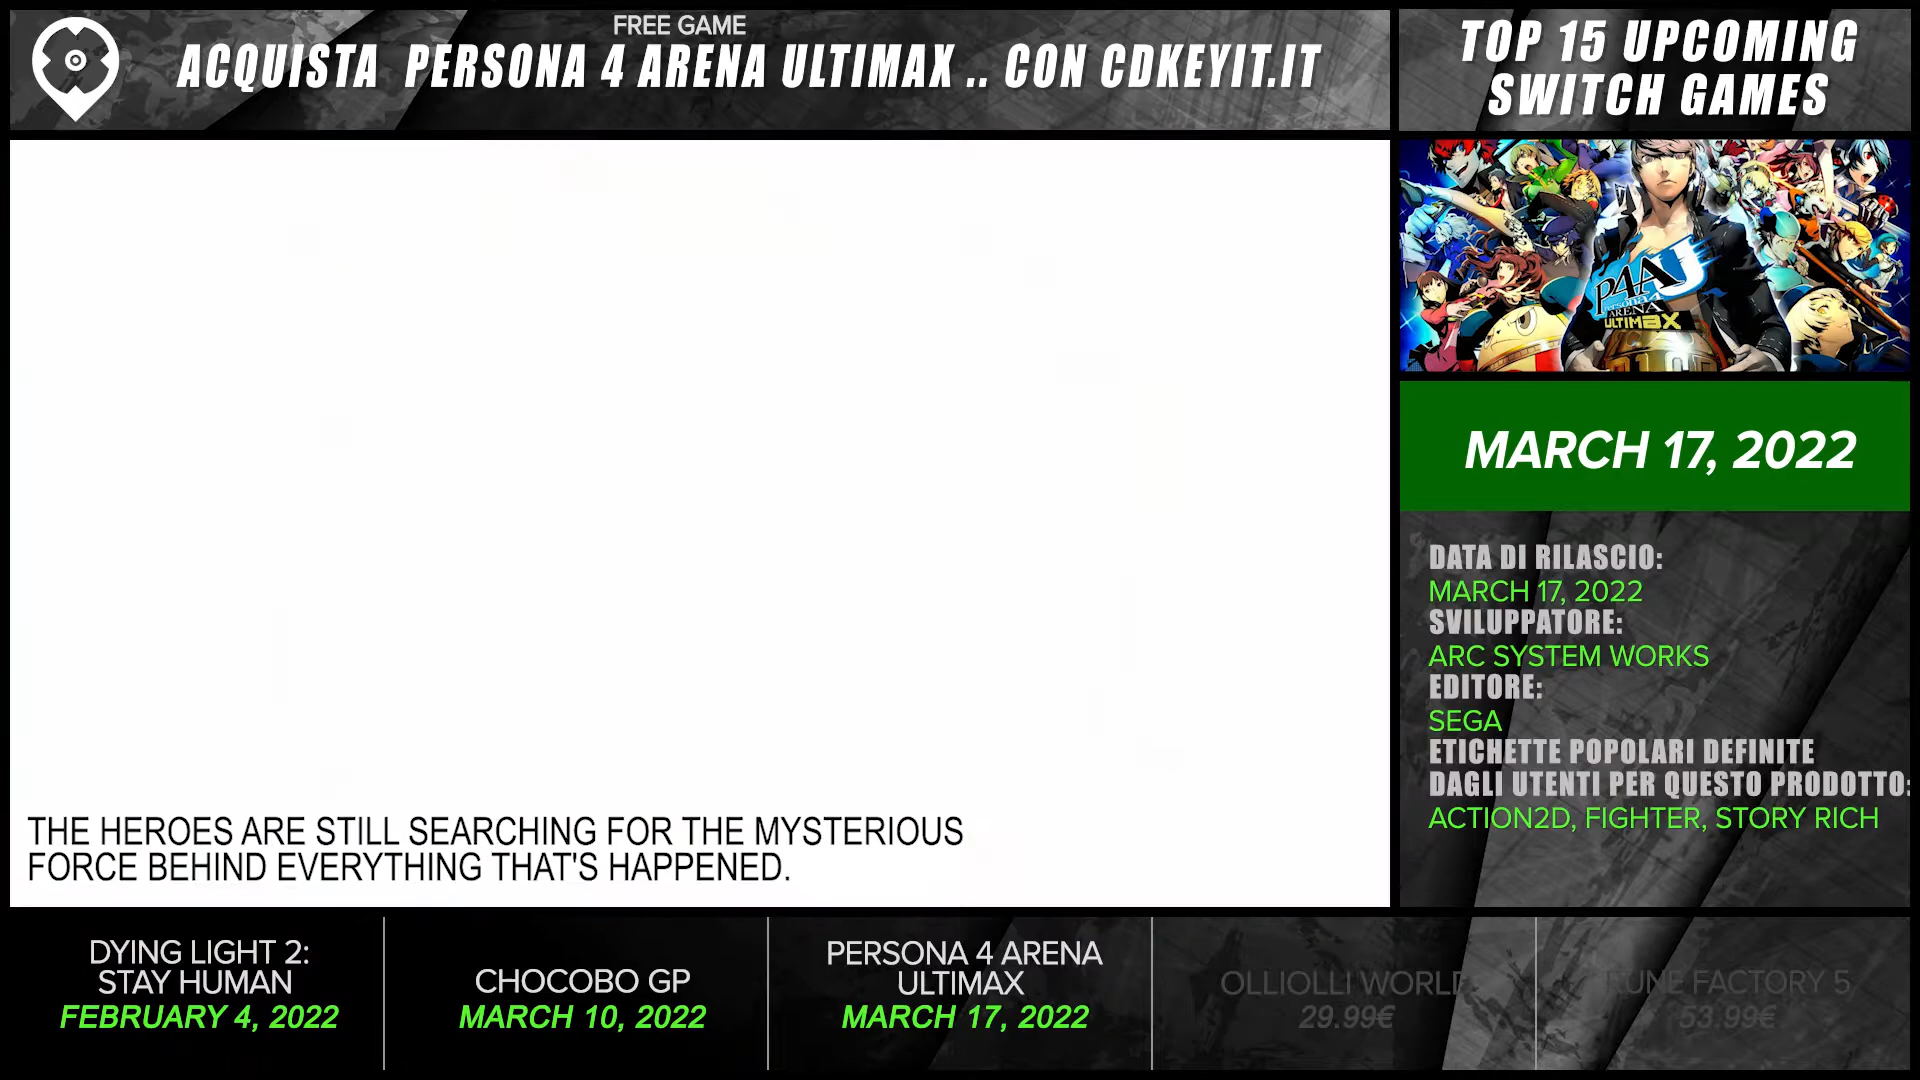 FREE GAME
ACQUISTA PERSONA 4 ARENA ULTIMAX .. CON CDKEYIT.IT
TOP 15 UPCOMING
SWITCH GAMES
P4AU
PERSONA4
ARENA
ULTIMAX
MARCH 17, 2022
DATA DI RILASCIO:
MARCH 17, 2022
SVILUPPATORE:
ARC SYSTEM WORKS
EDITORE:
SEGA
ETICHETTE POPOLARI DEFINITE
DAGLI UTENTI PER QUESTO PRODOTTO:
ACTION2D, FIGHTER, STORY RICH
THE HEROES ARE STILL SEARCHING FOR THE MYSTERIOUS
FORCE BEHIND EVERYTHING THAT'S HAPPENED.
DYING LIGHT 2:
STAY HUMAN
FEBRUARY 4, 2022
CHOCOBO GP
MARCH 10, 2022
PERSONA 4 ARENA
ULTIMAX
MARCH 17, 2022
OLLIOLLI WORLD
29.99€
RUNE FACTORY 5
53.99€